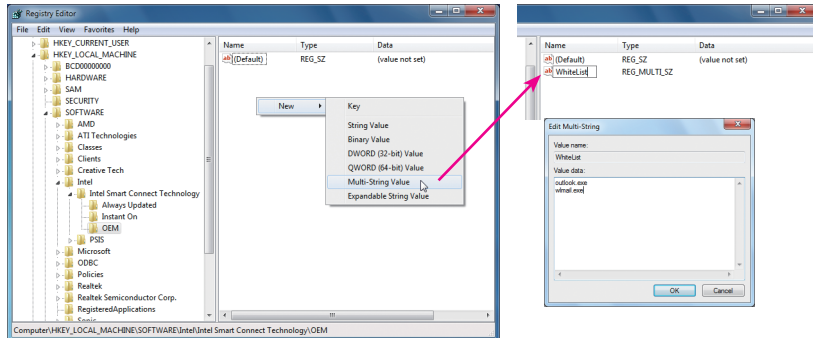 Registry Editor
File Edit View Favorites Help
HKEY_CURRENT_USER
HKEY_LOCAL_MACHINE
BCD00000000
HARDWARE
SAM
SECURITY
SOFTWARE
AMD
ATI Technologies
Classes
Clients
Creative Tech
Intel
Intel Smart Connect Technology
Always Updated
Instant On
OEM
PSIS
Microsoft
ODBC
Policies
Realtek
Realtek Semiconductor Corp.
RegisteredApplications
Sonic
Name Type Data
ab (Default) REG_SZ (value not set)
New
Key
String Value
Binary Value
DWORD (32-bit) Value
QWORD (64-bit) Value
Multi-String Value
Expandable String Value
Computer\HKEY_LOCAL_MACHINE\SOFTWARE\Intel\Intel Smart Connect Technology\OEM
Name Type Data
ab (Default) REG_SZ (value not set)
ab WhiteList REG_MULTI_SZ
Edit Multi-String
Value name:
WhiteList
Value data:
outlook.exe
wlmail.exe
OK Cancel